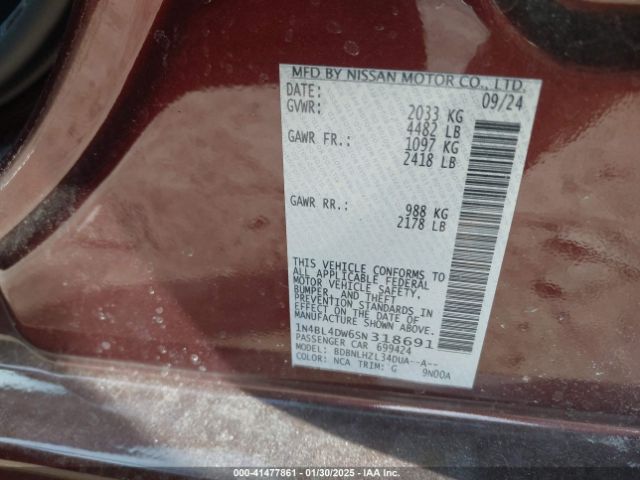 MFD BY NISSAN MOTOR CO., LTD.
DATE: 09/24
GVWR: 2033 KG
4482 LB
GAWR FR.: 1097 KG
2418 LB
GAWR RR.: 988 KG
2178 LB
THIS VEHICLE CONFORMS TO
ALL APPLICABLE FEDERAL
MOTOR VEHICLE SAFETY,
BUMPER, AND THEFT
PREVENTION STANDARDS IN
EFFECT ON THE DATE OF
MANUFACTURE SHOWN ABOVE.
1N4BL4DW6SN318691
PASSENGER CAR 699424
MODEL: BDBNLHZL34DUA--A--
COLOR: NCA TRIM: G 9N00A
000-41477861 | 01/30/2025 | IAA Inc.